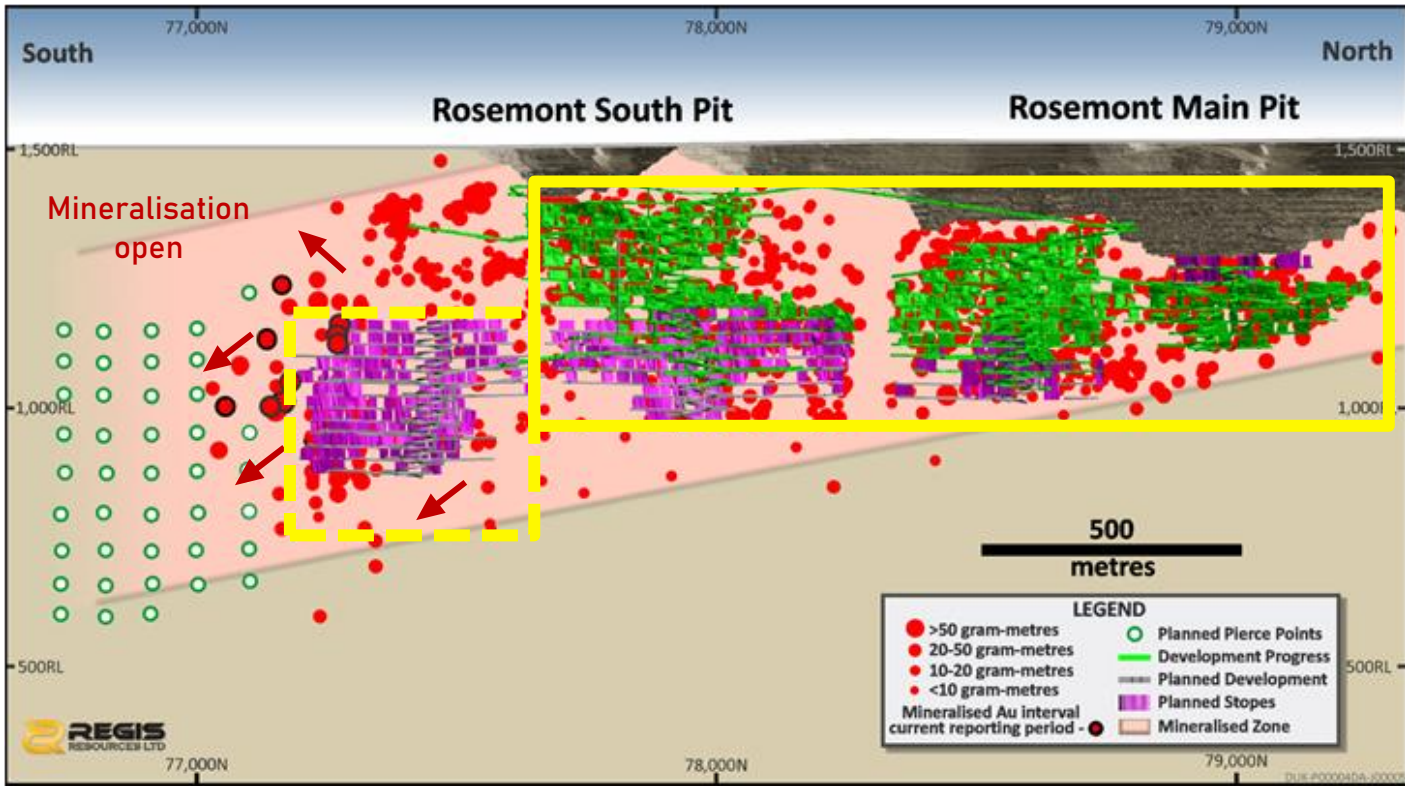 77,000N 78,000N 79,000N
South North
Rosemont South Pit Rosemont Main Pit
1,500RL 1,500RL
Mineralisation
open
1,000RL 1,000RL
500
metres
500RL 500RL
LEGEND
>50 gram-metres
20-50 gram-metres
10-20 gram-metres
<10 gram-metres
Mineralised Au interval
current reporting period -
Planned Pierce Points
Development Progress
Planned Development
Planned Stopes
Mineralised Zone
REGIS
RESOURCES LTD
77,000N 78,000N 79,000N